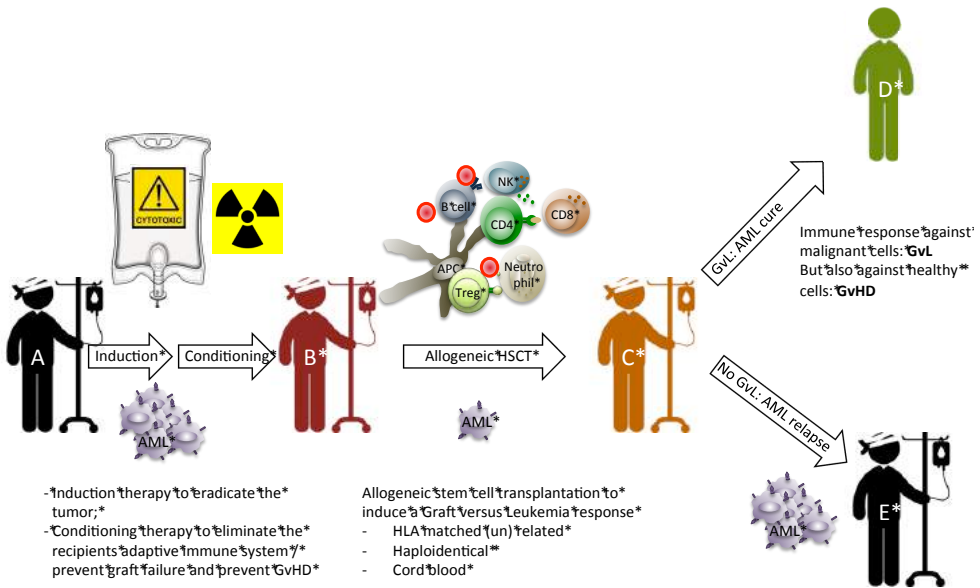 D*
CYTOTOXIC
NK*
B*cell*
CD4*
CD8*
APC*
Neutro
phil*
Treg*
GvL: AML cure
Immune*response*against*
malignant*cells:*GvL
But*also*against*healthy**
cells:*GvHD
A
Induction*
Conditioning*
B*
Allogeneic*HSCT*
C*
AML*
AML*
No GvL: AML relapse
AML*
E*
-*Induction*therapy*to*eradicate*the*
tumor;*
-*Conditioning*therapy*to*eliminate*the*
recipients*adaptive*immune*system*/*
prevent*graft*failure*and*prevent*GvHD*
Allogeneic*stem*cell*transplantation*to*
induce*a*Graft*versus*Leukemia*response*
- HLA*matched*(un)*related*
- Haploidentical**
- Cord*blood*